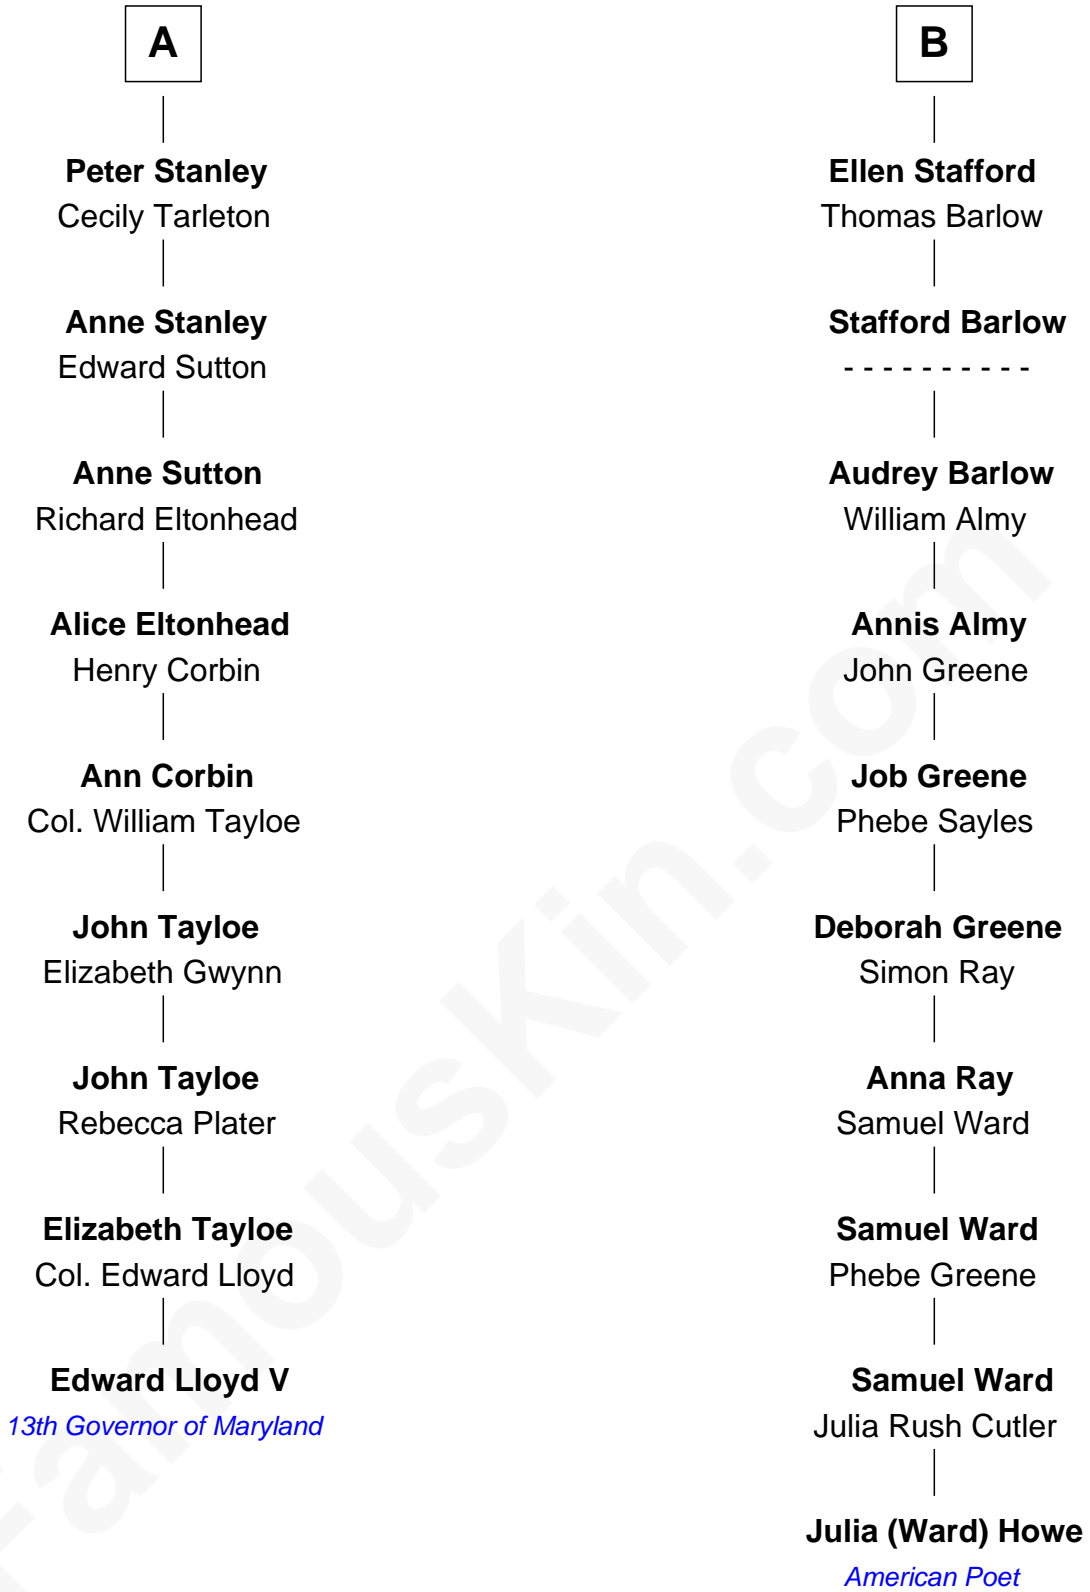 A
Peter Stanley
Cecily Tarleton
Anne Stanley
Edward Sutton
Anne Sutton
Richard Eltonhead
Alice Eltonhead
Henry Corbin
Ann Corbin
Col. William Tayloe
John Tayloe
Elizabeth Gwynn
John Tayloe
Rebecca Plater
Elizabeth Tayloe
Col. Edward Lloyd
Edward Lloyd V
13th Governor of Maryland
B
Ellen Stafford
Thomas Barlow
Stafford Barlow
- - - - - - - - - -
Audrey Barlow
William Almy
Annis Almy
John Greene
Job Greene
Phebe Sayles
Deborah Greene
Simon Ray
Anna Ray
Samuel Ward
Samuel Ward
Phebe Greene
Samuel Ward
Julia Rush Cutler
Julia (Ward) Howe
American Poet
FamousKin.com